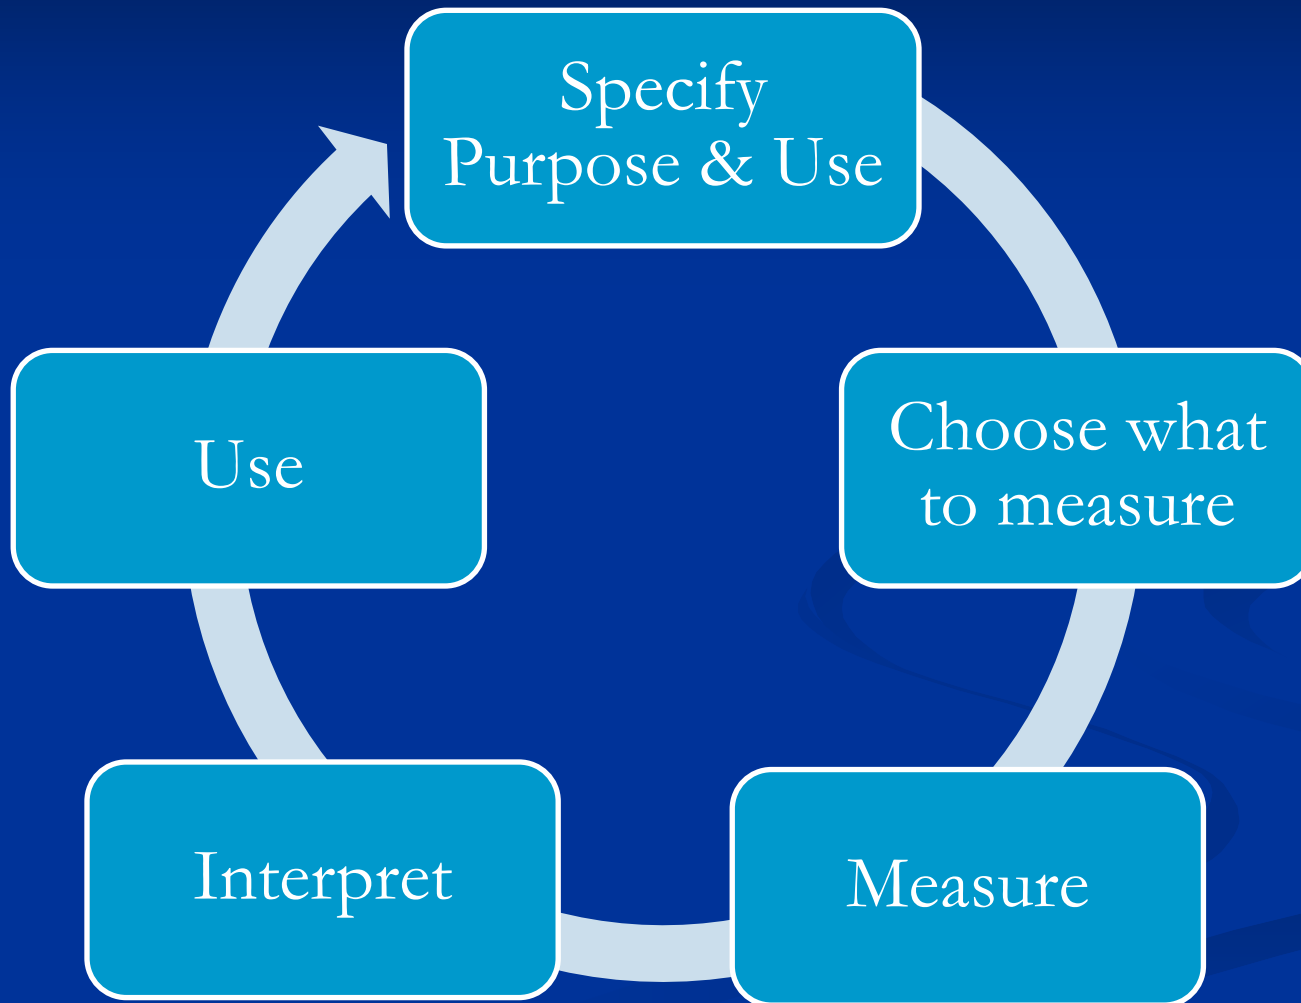 Specify
Purpose & Use
Choose what
to measure
Measure
Interpret
Use